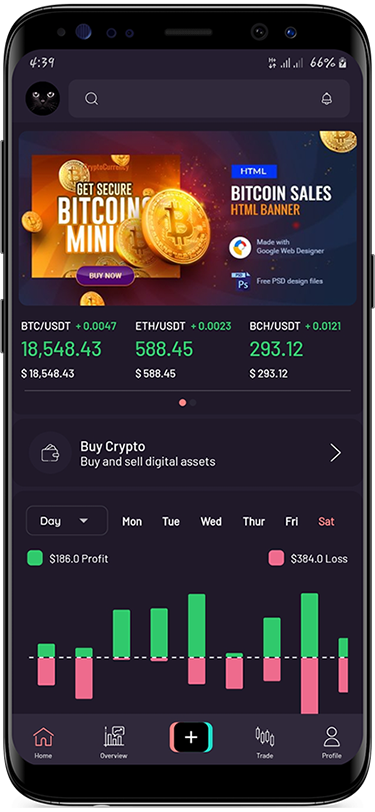 4:39
66%
CryptoCurrency
GET SECURE
BITCOIN
MINI
BUY NOW
HTML
BITCOIN SALES
HTML BANNER
Made with
Google Web Designer
PSD
Ps
Free PSD design files
BTC/USDT + 0.0047
ETH/USDT + 0.0023
BCH/USDT + 0.0121
18,548.43
588.45
293.12
$ 18,548.43
$ 588.45
$ 293.12
Buy Crypto
Buy and sell digital assets
Day
Mon
Tue
Wed
Thur
Fri
Sat
$186.0 Profit
$384.0 Loss
Home
Overview
Trade
Profile